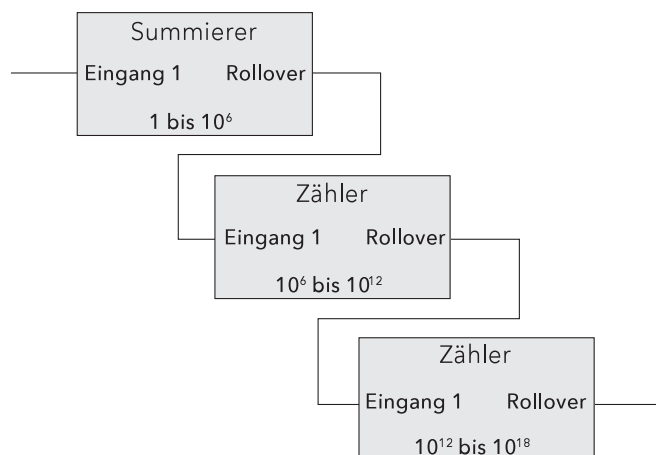 Summierer
Eingang 1 Rollover
1 bis 10⁶
Zähler
Eingang 1 Rollover
10⁶ bis 10¹²
Zähler
Eingang 1 Rollover
10¹² bis 10¹⁸